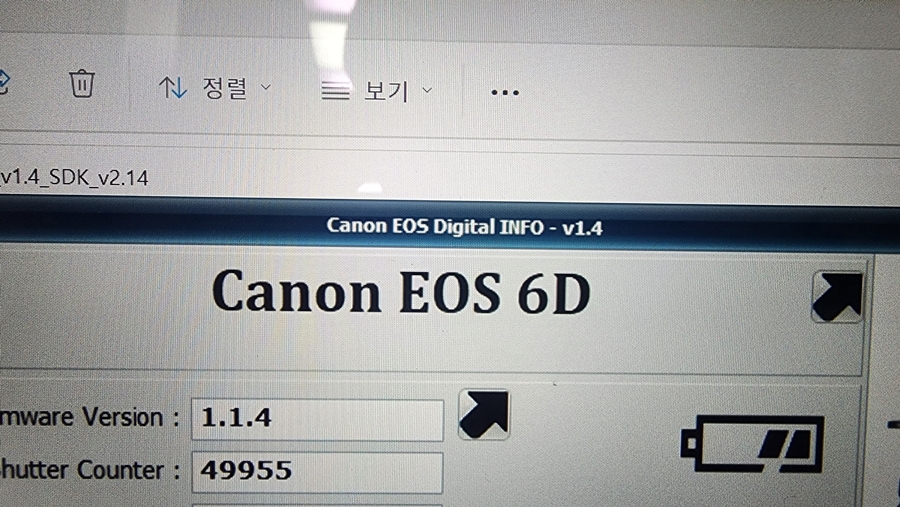 정렬 보기 ...
v1.4_SDK_v2.14
Canon EOS Digital INFO - v1.4
Canon EOS 6D
mware Version : 1.1.4
hutter Counter : 49955